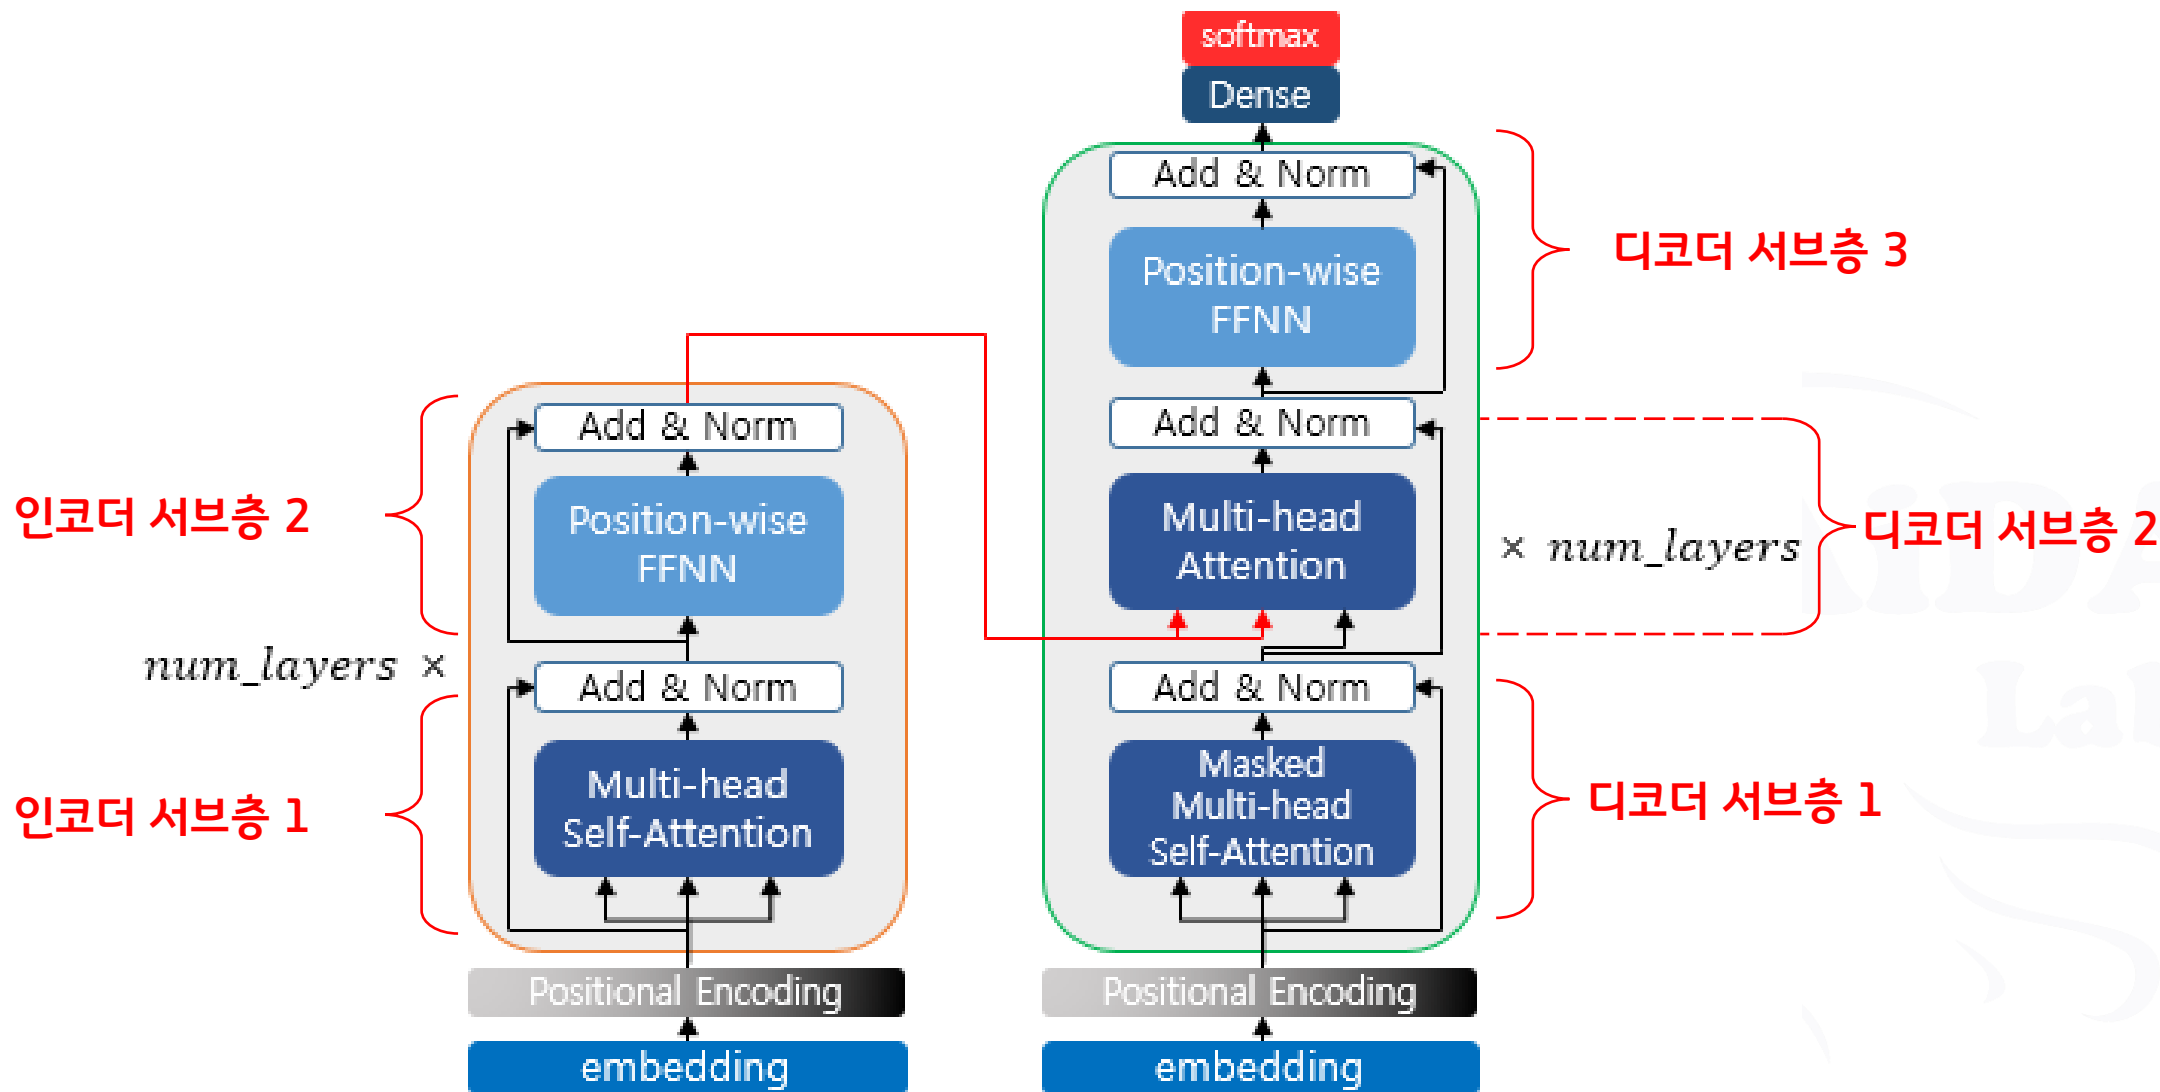 softmax
Dense
Add & Norm
Position-wise
FFNN
디코더 서브층 3
Add & Norm
Multi-head
Attention
× num_layers
디코더 서브층 2
Add & Norm
Masked
Multi-head
Self-Attention
디코더 서브층 1
Positional Encoding
embedding
Add & Norm
Position-wise
FFNN
인코더 서브층 2
num_layers ×
Add & Norm
Multi-head
Self-Attention
인코더 서브층 1
Positional Encoding
embedding